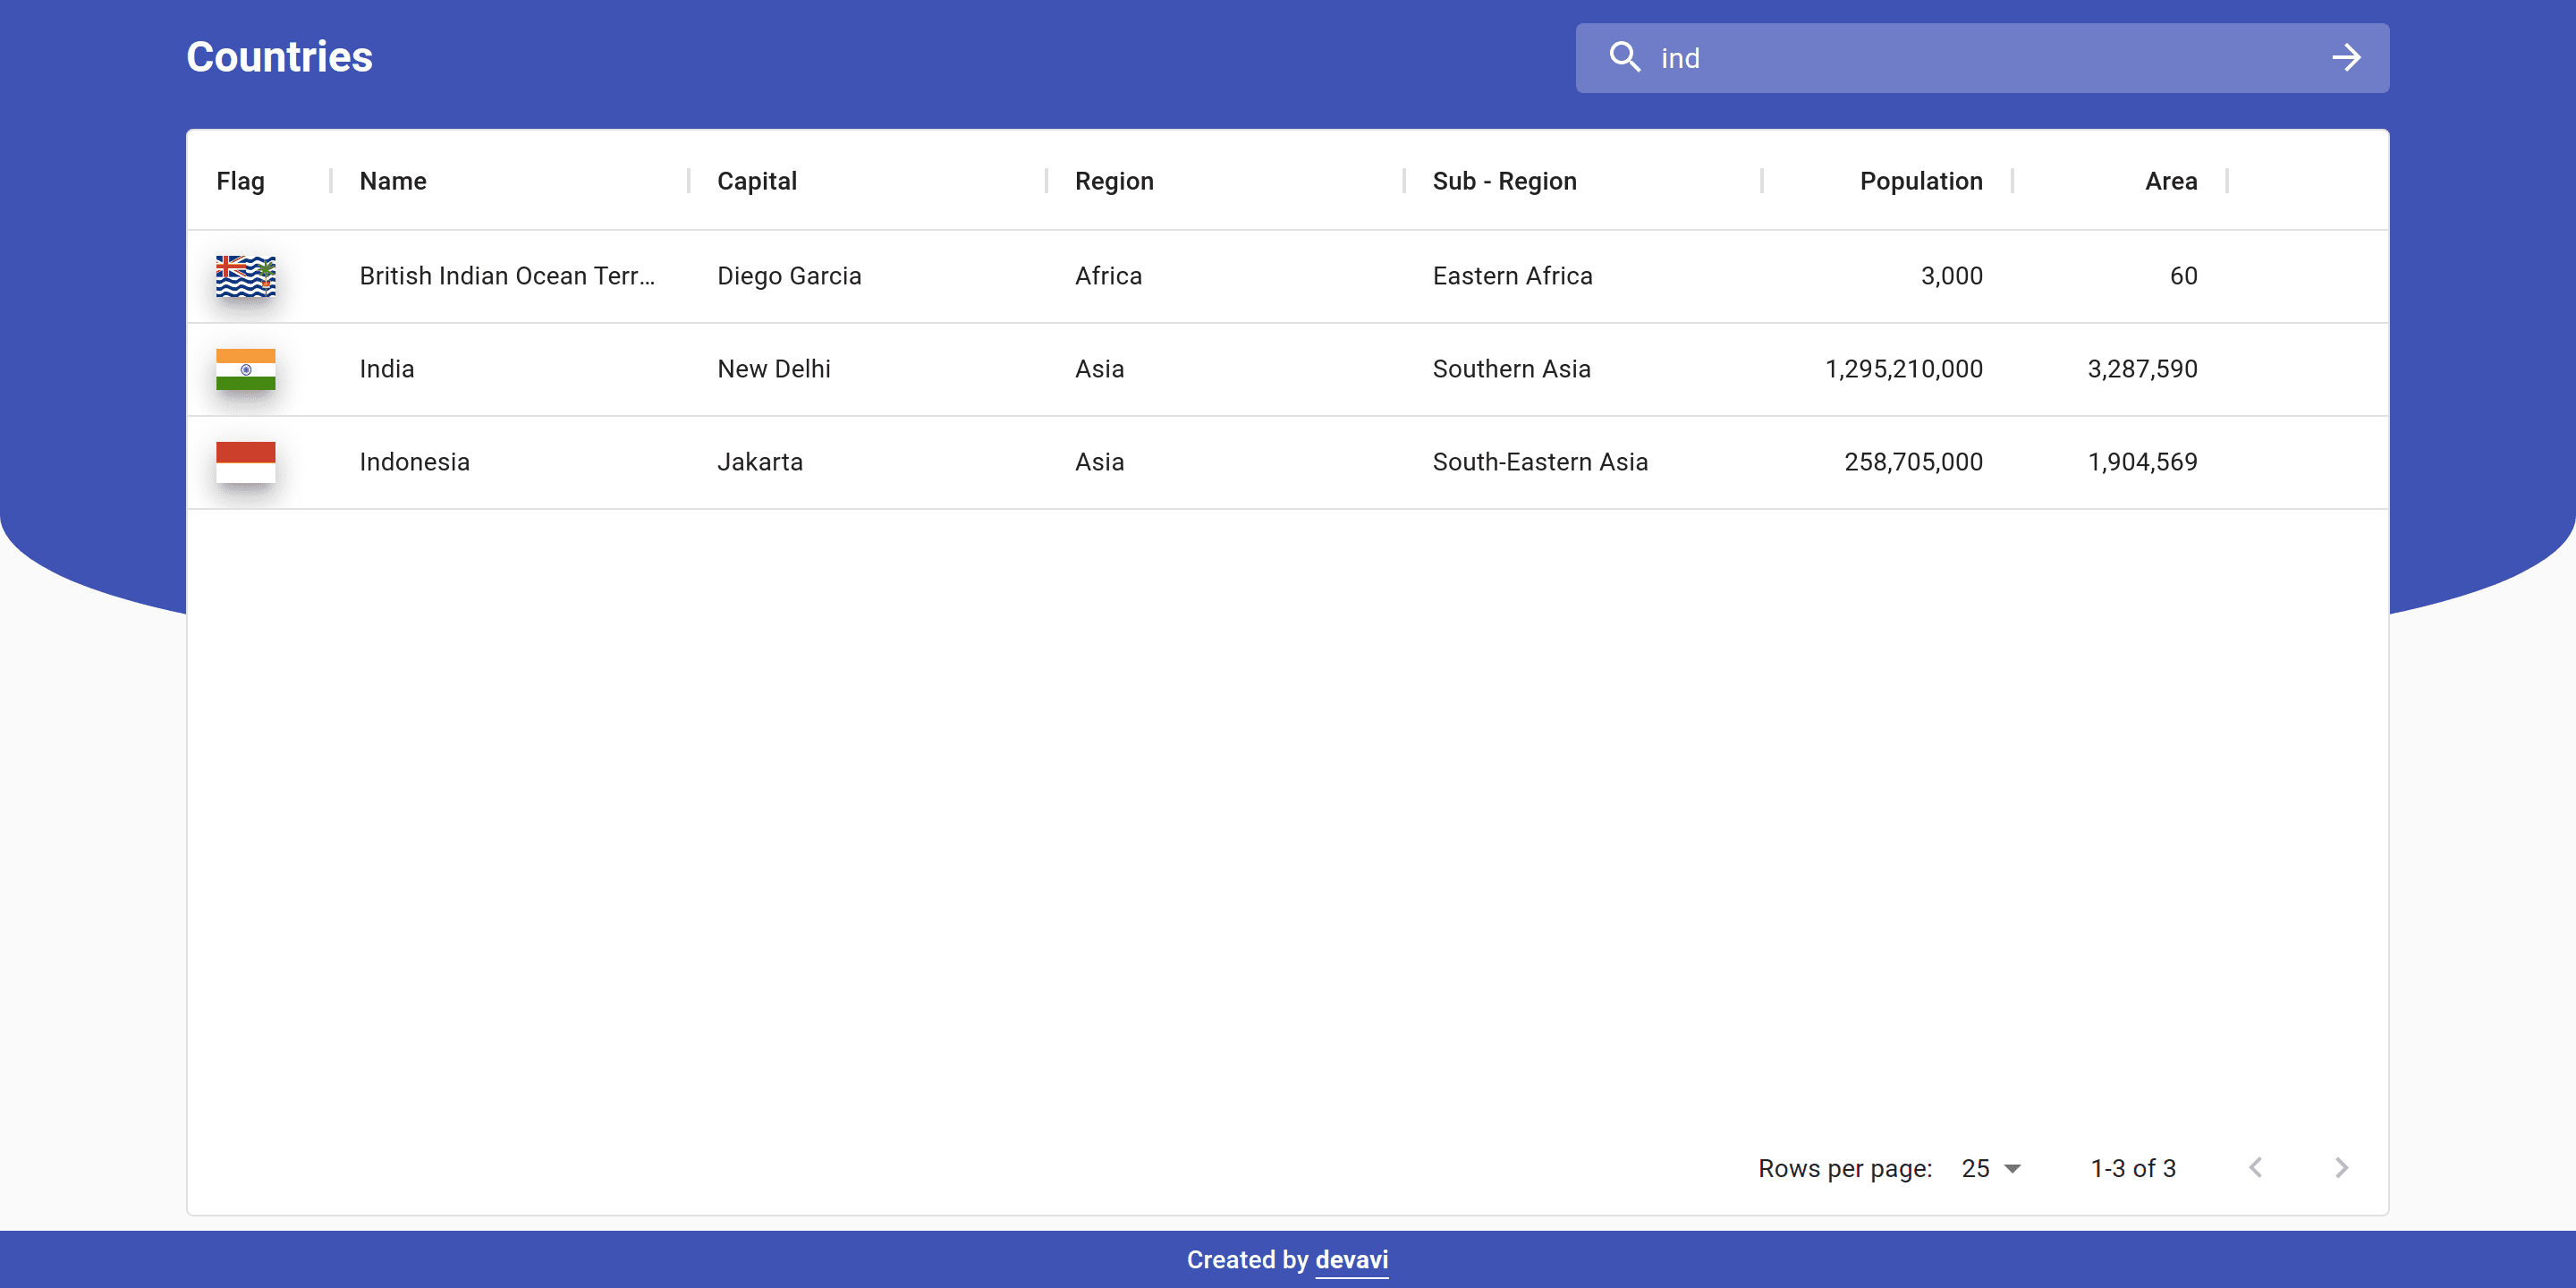 Countries
ind
Flag Name Capital Region Sub - Region Population Area
British Indian Ocean Terr... Diego Garcia Africa Eastern Africa 3,000 60
India New Delhi Asia Southern Asia 1,295,210,000 3,287,590
Indonesia Jakarta Asia South-Eastern Asia 258,705,000 1,904,569
Rows per page: 25 1-3 of 3
Created by devavi